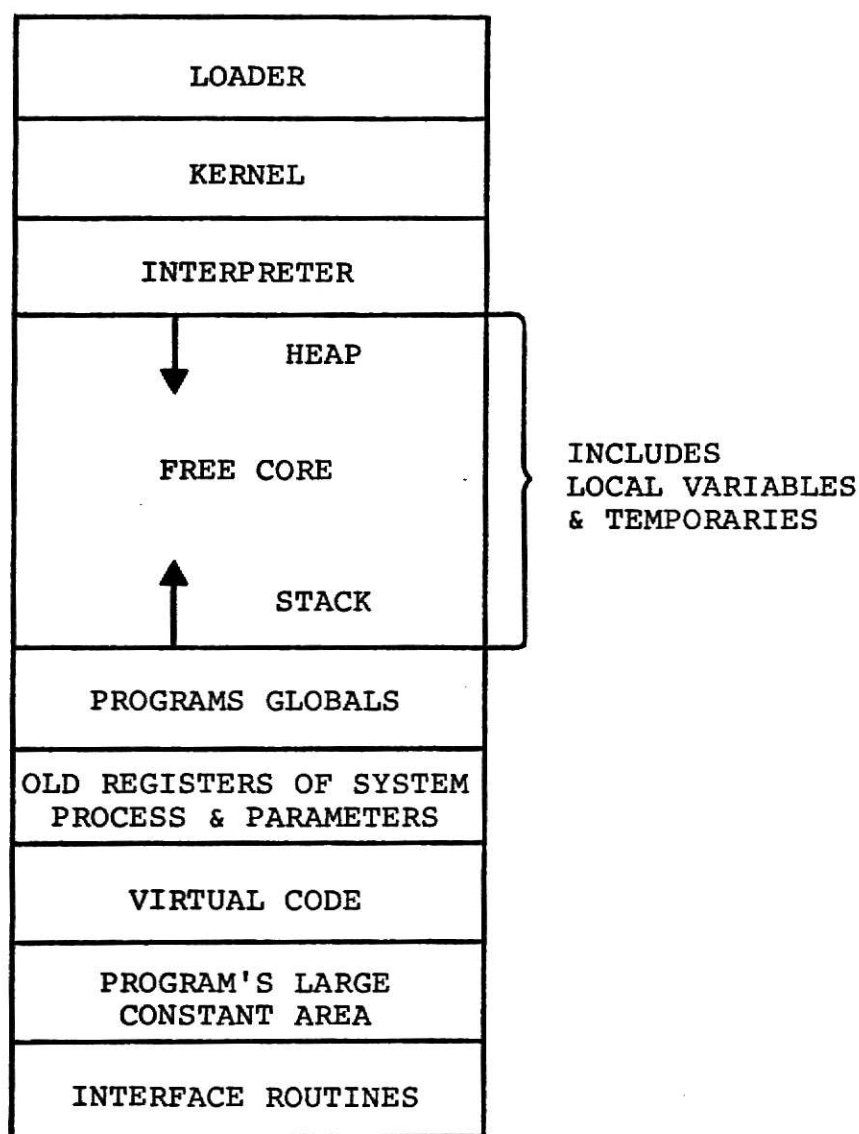 LOADER
KERNEL
INTERPRETER
HEAP
FREE CORE
INCLUDES
LOCAL VARIABLES
& TEMPORARIES
STACK
PROGRAMS GLOBALS
OLD REGISTERS OF SYSTEM
PROCESS & PARAMETERS
VIRTUAL CODE
PROGRAM'S LARGE
CONSTANT AREA
INTERFACE ROUTINES